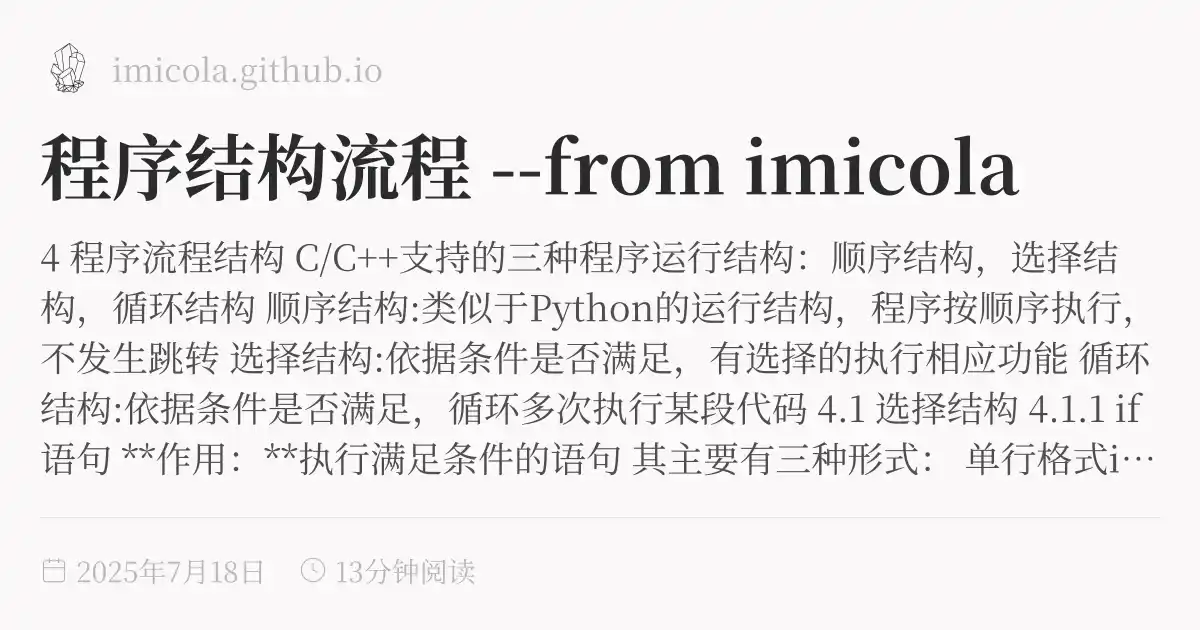 imicola.github.io
程序结构流程 --from imicola
4 程序流程结构 C/C++支持的三种程序运行结构：顺序结构，选择结
构，循环结构 顺序结构:类似于Python的运行结构，程序按顺序执行，
不发生跳转 选择结构:依据条件是否满足，有选择的执行相应功能 循环
结构:依据条件是否满足，循环多次执行某段代码 4.1 选择结构 4.1.1 if
语句 **作用：**执行满足条件的语句 其主要有三种形式： 单行格式i…
2025年7月18日 13分钟阅读